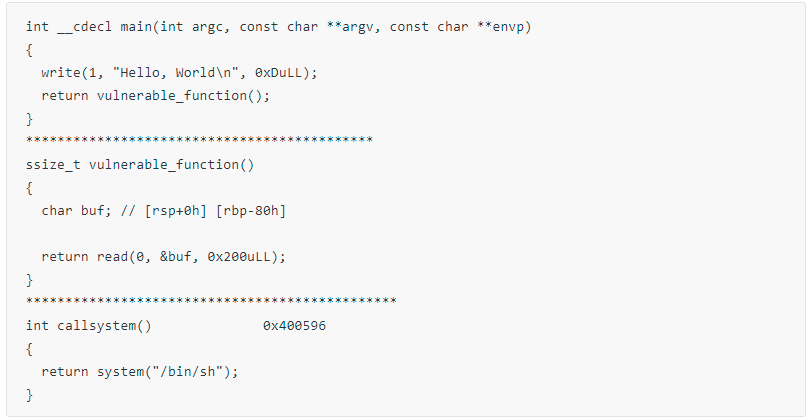 int __cdecl main(int argc, const char **argv, const char **envp)
{
  write(1, "Hello, World\n", 0xDuLL);
  return vulnerable_function();
}
********************************************
ssize_t vulnerable_function()
{
  char buf; // [rsp+0h] [rbp-80h]

  return read(0, &buf, 0x200uLL);
}
***********************************************
int callsystem()              0x400596
{
  return system("/bin/sh");
}